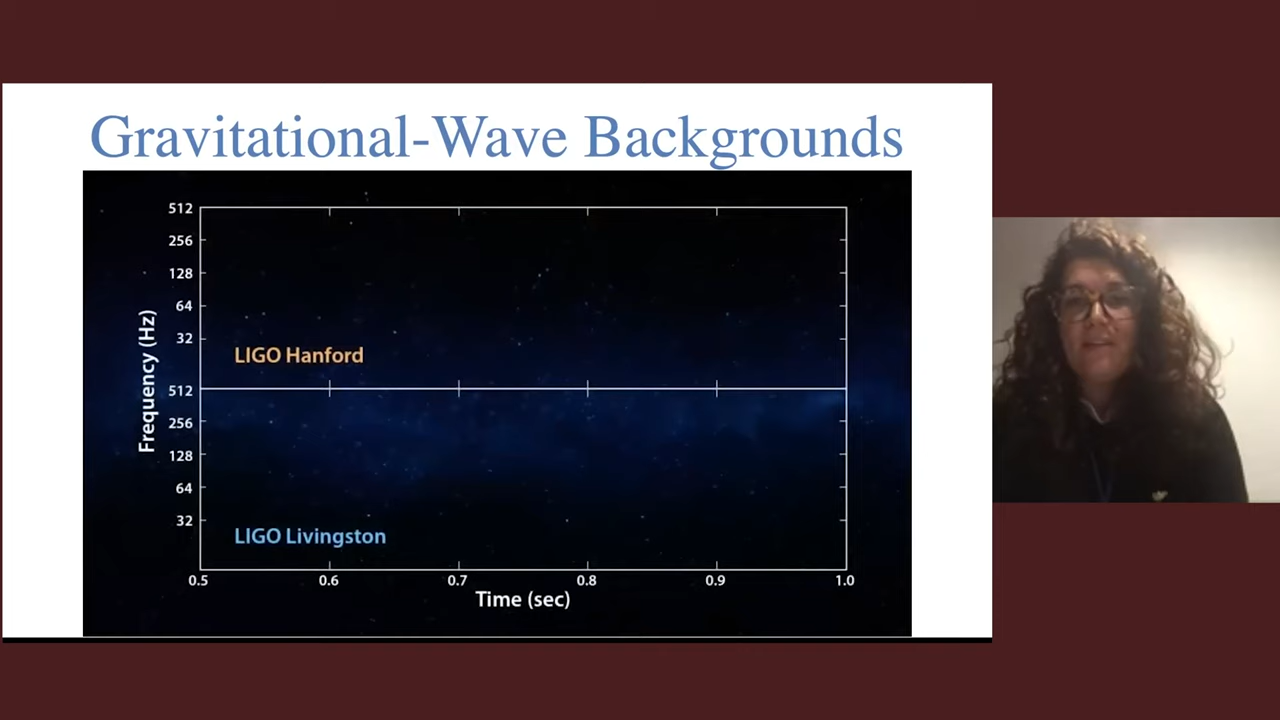 Gravitational-Wave Backgrounds
512
256
128
64
32
LIGO Hanford
Frequency (Hz)
512
256
128
64
32
LIGO Livingston
0.5 0.6 0.7 0.8 0.9 1.0
Time (sec)